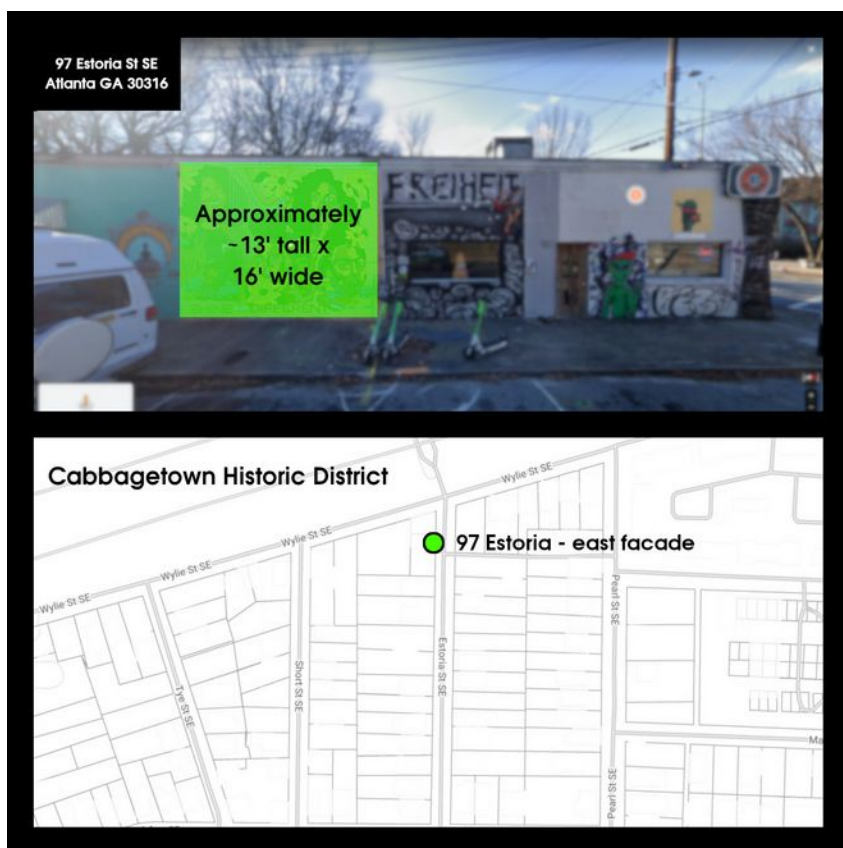 97 Estoria St SE
Atlanta GA 30316
FREIHEIT
Approximately
~13' tall x
16' wide
Cabbagetown Historic District
Wylie St SE
97 Estoria - east facade
Wylie St SE
Wylie St SE
Wylie St SE
Pearl St SE
Estoria St SE
Short St SE
Tye St SE
Ma
Pearl St SE